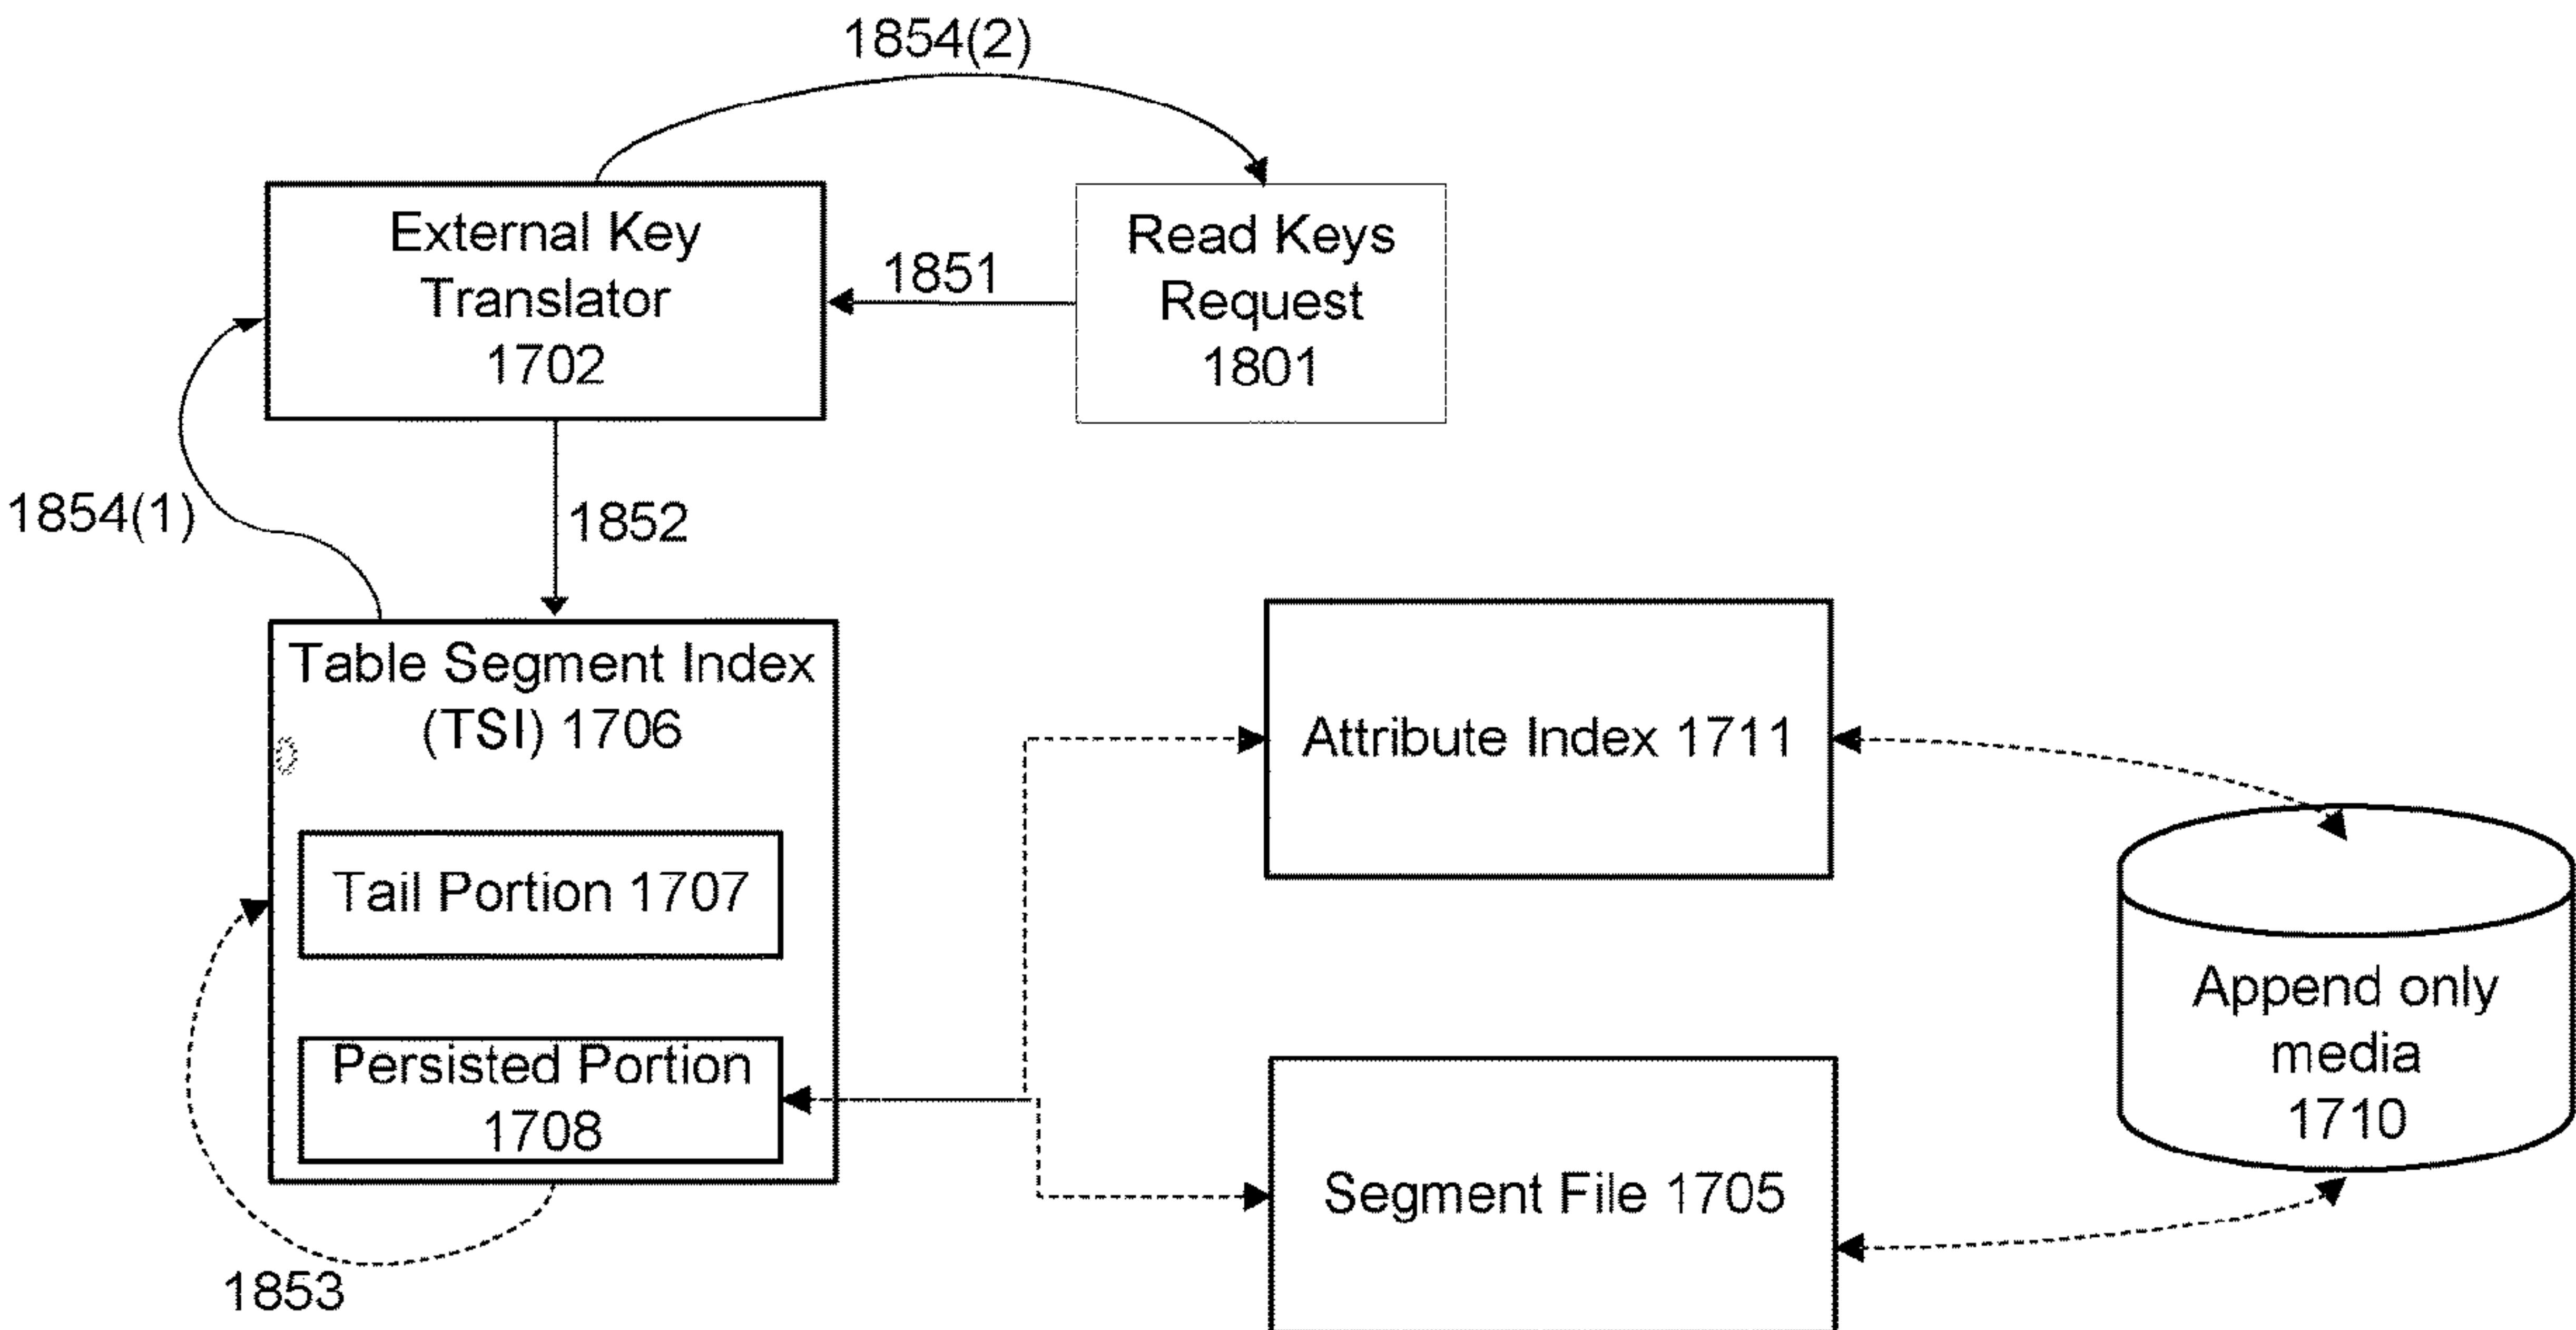 1854(2)
External Key
Translator
1702
1851
Read Keys
Request
1801
1854(1)
1852
Table Segment Index
(TSI) 1706
Tail Portion 1707
Persisted Portion
1708
1853
Attribute Index 1711
Segment File 1705
Append only
media
1710